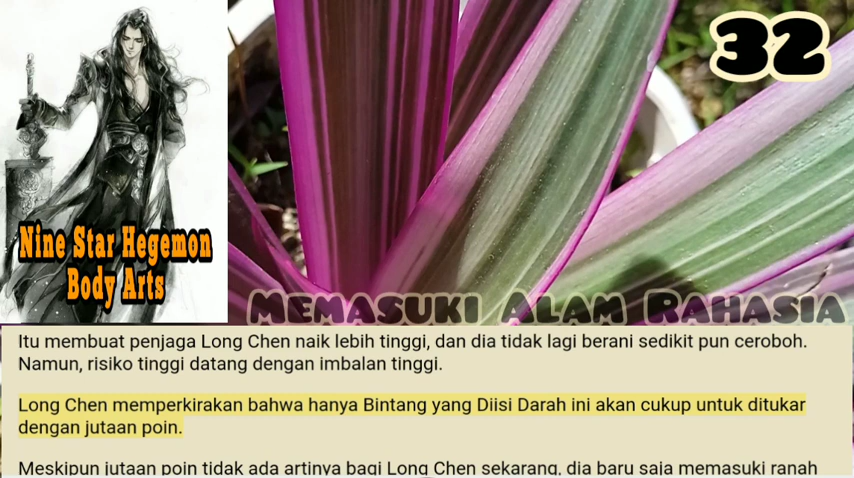 32
Nine Star Hegemon
Body Arts
Memasuki Alam Rahasia
Itu membuat penjaga Long Chen naik lebih tinggi, dan dia tidak lagi berani sedikit pun ceroboh.
Namun, risiko tinggi datang dengan imbalan tinggi.
Long Chen memperkirakan bahwa hanya Bintang yang Diisi Darah ini akan cukup untuk ditukar
dengan jutaan poin.
Meskipun jutaan poin tidak ada artinya bagi Long Chen sekarang, dia baru saja memasuki ranah